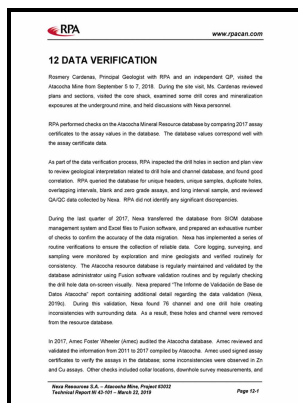 RPA
www.rpacan.com
12 DATA VERIFICATION
Rosmery Cardenas, Principal Geologist with RPA and an independent QP, visited the
Atacocha Mine from September 5 to 7, 2018. During the site visit, Ms. Cardenas reviewed
plans and sections, visited the core shack, examined some drill cores and mineralization
exposures at the underground mine, and held discussions with Nexa personnel.
RPA performed checks on the Atacocha Mineral Resource database by comparing 2017 assay
certificates to the assay values in the database. The database values correspond well with
the assay certificate data.
As part of the data verification process, RPA inspected the drill holes in section and plan view
to review geological interpretation related to drill hole and channel database, and found good
correlation. RPA queried the database for unique headers, unique samples, duplicate holes,
overlapping intervals, blank and zero grade assays, and long interval sample, and reviewed
QA/QC data collected by Nexa. RPA did not identify any significant discrepancies.
During the last quarter of 2017, Nexa transferred the database from BIOM database
management system and Excel files to Fusion software, and prepared an exhaustive number
of checks to confirm the accuracy of the data migration. Nexa has implemented a series of
routine verifications to ensure the collection of reliable data. Core logging, surveying, and
sampling were monitored by exploration and mine geologists and verified routinely for
consistency. The Atacocha resource database is regularly maintained and validated by the
database administrator using Fusion software validation routines and by regularly checking
the drill hole data on-screen visually. Nexa prepared "The Informe de Validación de Base de
Datos Atacocha" report containing additional detail regarding the data validation (Nexa,
2019c). During this validation, Nexa found 76 channel and one drill hole creating
inconsistencies with surrounding data. As a result, these holes and channel were removed
from the resource database.
In 2017, Amec Foster Wheeler (Amec) audited the Atacocha database. Amec reviewed and
validated the information from 2011 to 2017 compiled by Atacocha. Amec used signed assay
certificates to verify the assays in the database; some inconsistencies were observed in Zn
and Cu assays. Other checks included collar locations, downhole survey measurements, and
Nexa Resources S.A. – Atacocha Mine, Project #3002
Technical Report NI 43-101 – March 22, 2019 Page 12-1